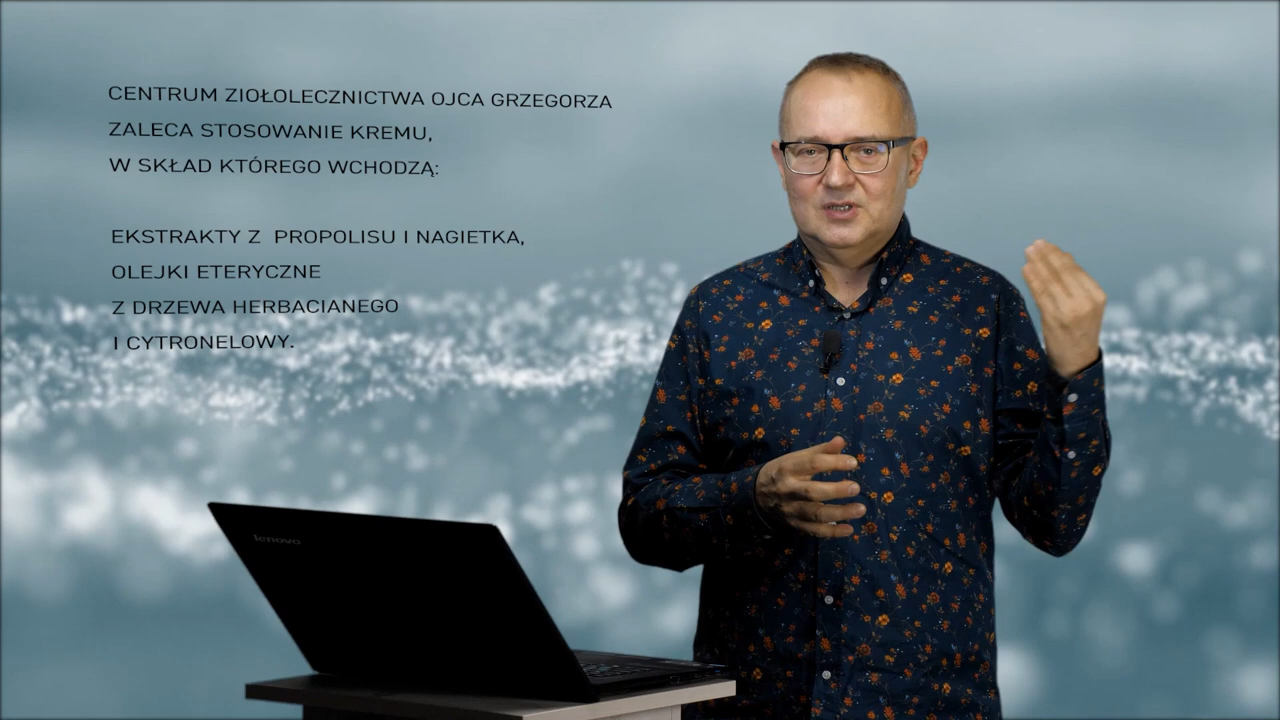 CENTRUM ZIOŁOLECZNICTWA OJCA GRZEGORZA
ZALECA STOSOWANIE KREMU,
W SKŁAD KTÓREGO WCHODZĄ:
EKSTRAKTY Z PROPOLISU I NAGIETKA,
OLEJKI ETERYCZNE
Z DRZEWA HERBACIANEGO
I CYTRONELOWY.
lenovo